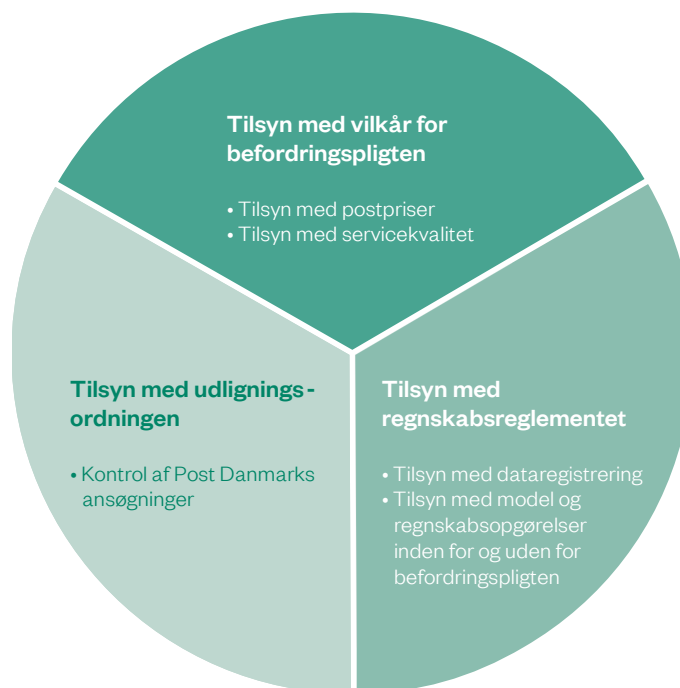 Tilsyn med vilkår for
befordringspligten
• Tilsyn med postpriser
• Tilsyn med servicekvalitet
Tilsyn med udlignings-
ordningen
• Kontrol af Post Danmarks
ansøgninger
Tilsyn med
regnskabsreglementet
• Tilsyn med dataregistrering
• Tilsyn med model og
regnskabsopgørelser
inden for og uden for
befordringspligten